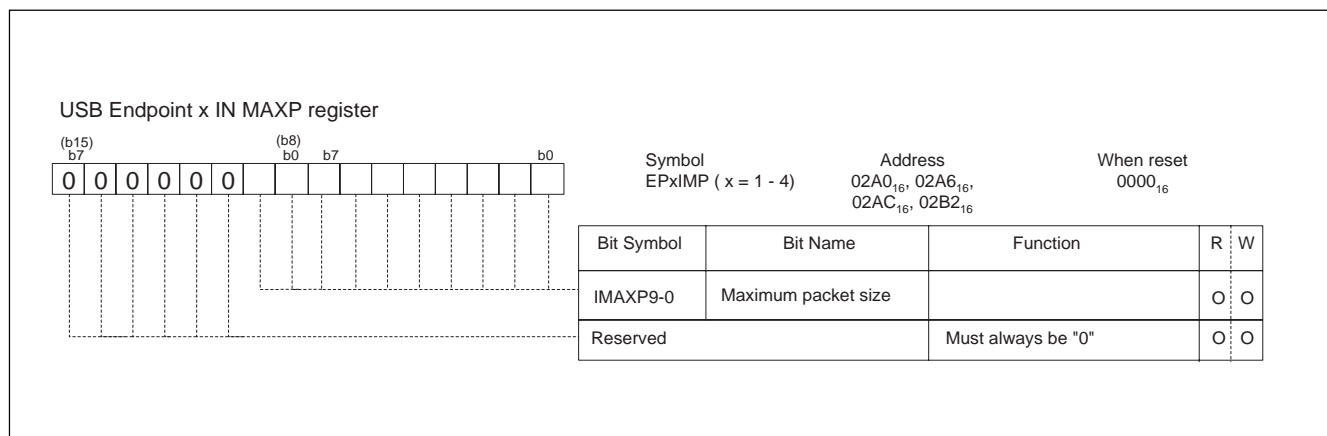 USB Endpoint x IN MAXP register
(b15) (b8)
b7 b0 b7 b0
0 0 0 0 0 0
Symbol Address When reset
EPxIMP ( x = 1 - 4) 02A0₁₆, 02A6₁₆, 0000₁₆
02AC₁₆, 02B2₁₆
Bit Symbol Bit Name Function R W
IMAXP9-0 Maximum packet size O O
Reserved Must always be "0" O O